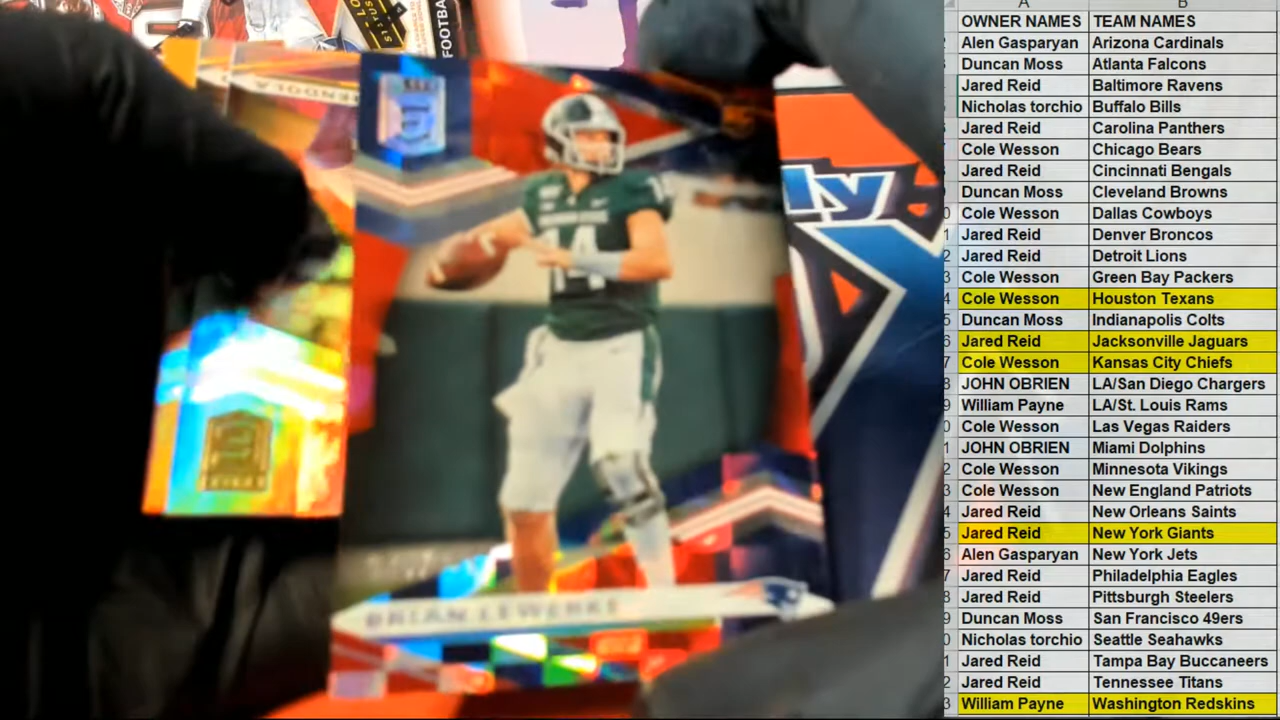 FOOTBA
ENDOLA
ly
14
14
BRIAN LEWERKE
A B
OWNER NAMES TEAM NAMES
Alen Gasparyan Arizona Cardinals
Duncan Moss Atlanta Falcons
Jared Reid Baltimore Ravens
Nicholas torchio Buffalo Bills
Jared Reid Carolina Panthers
Cole Wesson Chicago Bears
Jared Reid Cincinnati Bengals
Duncan Moss Cleveland Browns
Cole Wesson Dallas Cowboys
Jared Reid Denver Broncos
Jared Reid Detroit Lions
Cole Wesson Green Bay Packers
Cole Wesson Houston Texans
Duncan Moss Indianapolis Colts
Jared Reid Jacksonville Jaguars
Cole Wesson Kansas City Chiefs
JOHN OBRIEN LA/San Diego Chargers
William Payne LA/St. Louis Rams
Cole Wesson Las Vegas Raiders
JOHN OBRIEN Miami Dolphins
Cole Wesson Minnesota Vikings
Cole Wesson New England Patriots
Jared Reid New Orleans Saints
Jared Reid New York Giants
Alen Gasparyan New York Jets
Jared Reid Philadelphia Eagles
Jared Reid Pittsburgh Steelers
Duncan Moss San Francisco 49ers
Nicholas torchio Seattle Seahawks
Jared Reid Tampa Bay Buccaneers
Jared Reid Tennessee Titans
William Payne Washington Redskins